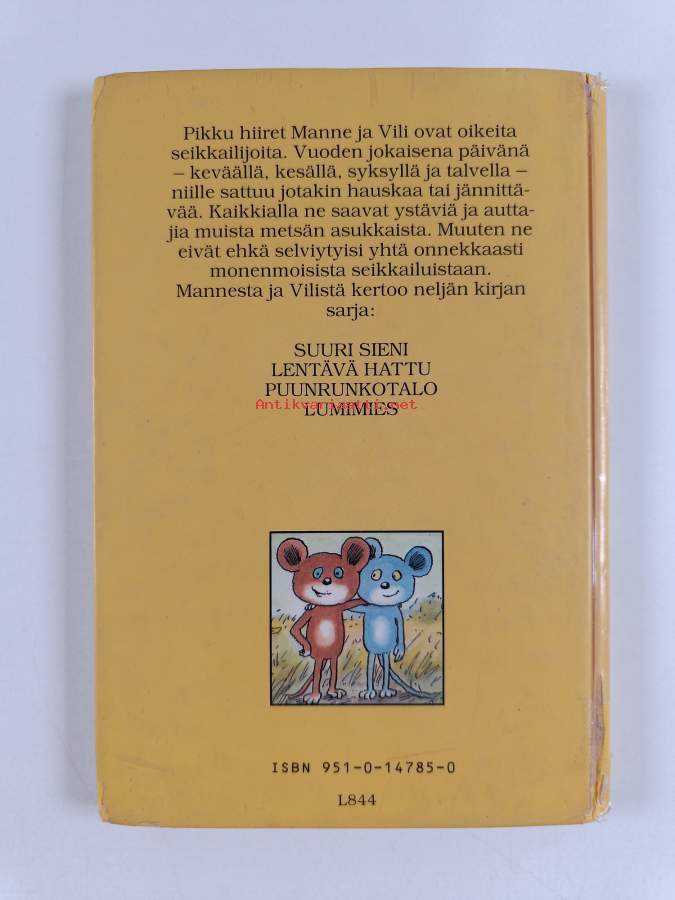 Pikku hiiret Manne ja Vili ovat oikeita
seikkailijoita. Vuoden jokaisena päivänä
– keväällä, kesällä, syksyllä ja talvella –
niille sattuu jotakin hauskaa tai jännittä-
vää. Kaikkialla ne saavat ystäviä ja autta-
jia muista metsän asukkaista. Muuten ne
eivät ehkä selviytyisi yhtä onnekkaasti
monenmoisista seikkailuistaan.
Mannesta ja Vilistä kertoo neljän kirjan
sarja:
SUURI SIENI
LENTÄVÄ HATTU
PUUNRUNKOTALO
Antikvariaatti.net
LUMIMIES
ISBN 951-0-14785-0
L844